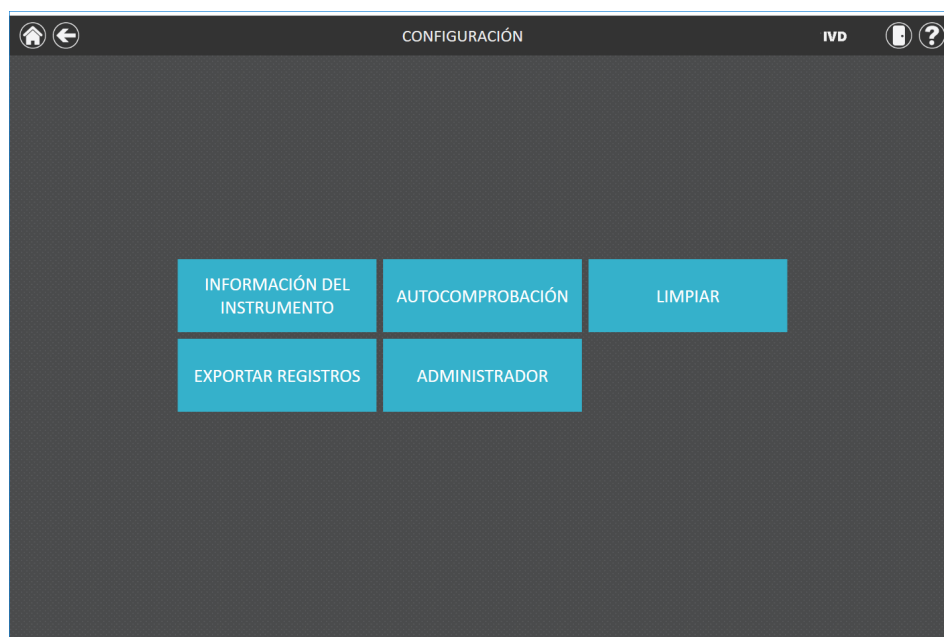 CONFIGURACIÓN
IVD
?
INFORMACIÓN DEL
INSTRUMENTO
AUTOCOMPROBACIÓN
LIMPIAR
EXPORTAR REGISTROS
ADMINISTRADOR